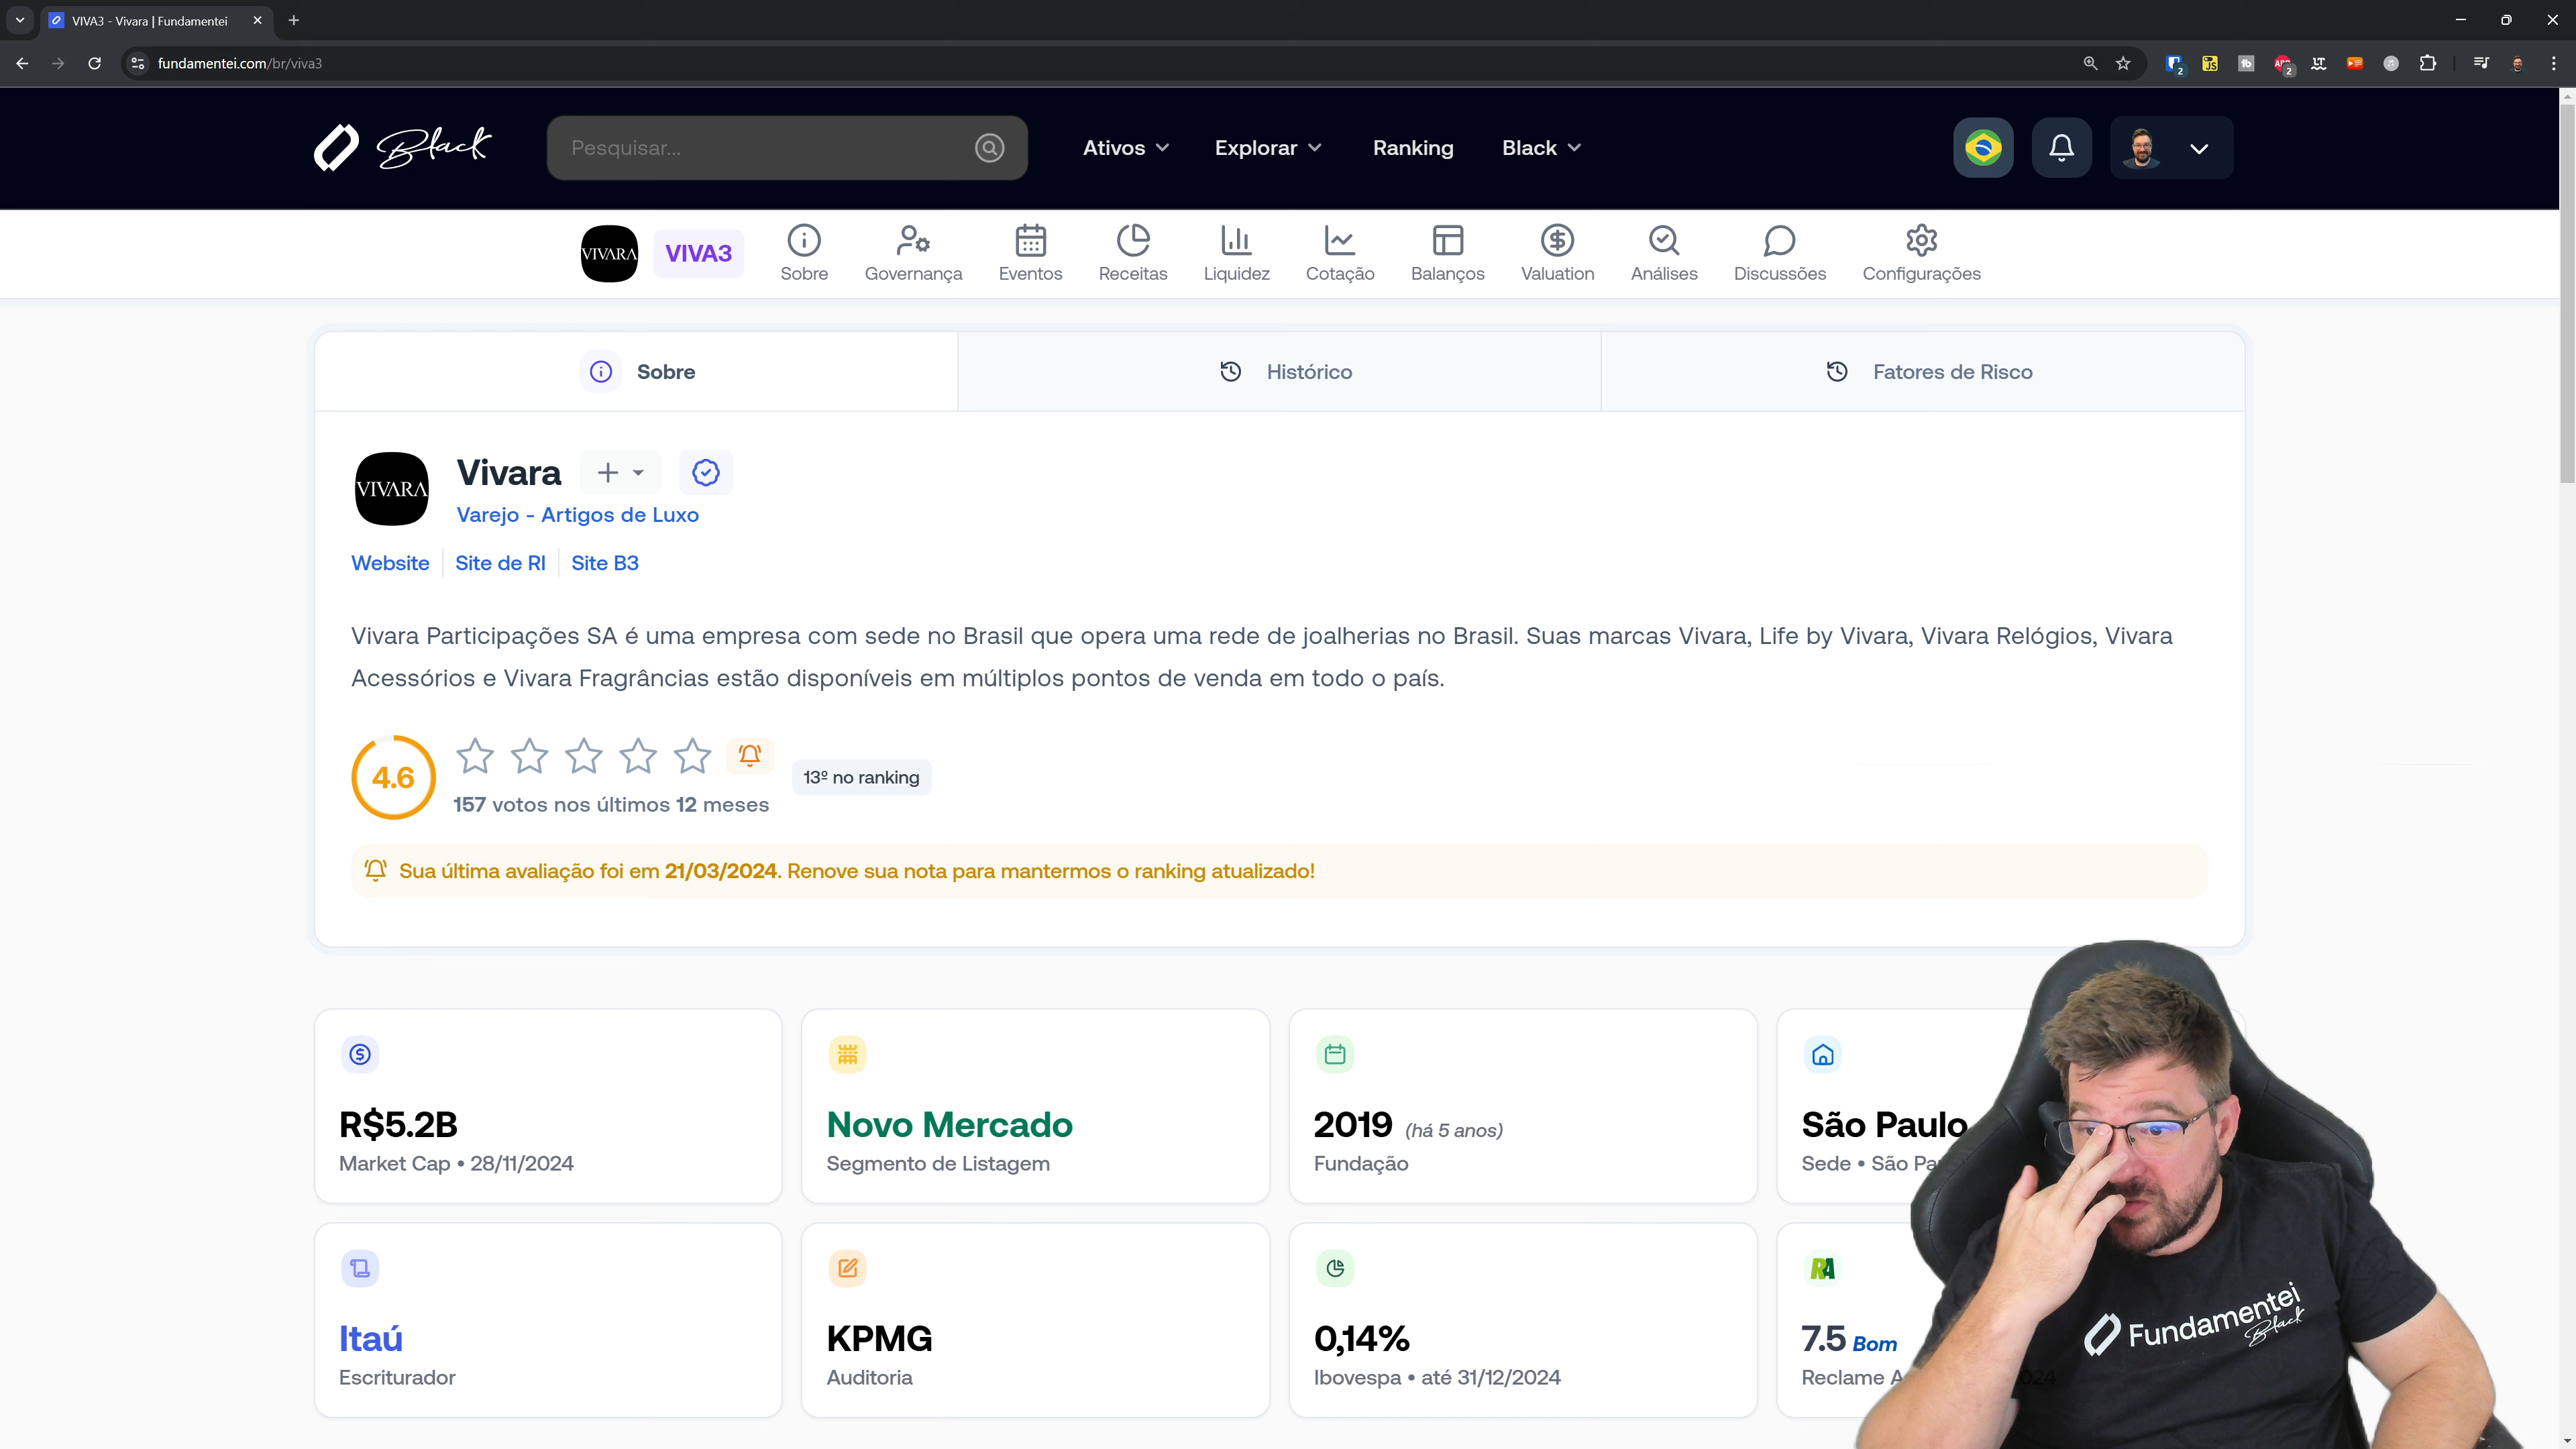 VIVA3 - Vivara | Fundamentei
fundamentei.com/br/viva3
Black
Pesquisar...
Ativos
Explorar
Ranking
Black
VIVARA
VIVA3
Sobre
Governança
Eventos
Receitas
Liquidez
Cotação
Balanços
Valuation
Análises
Discussões
Configurações
Sobre
Histórico
Fatores de Risco
VIVARA
Vivara
Varejo - Artigos de Luxo
Website
Site de RI
Site B3
Vivara Participações SA é uma empresa com sede no Brasil que opera uma rede de joalherias no Brasil. Suas marcas Vivara, Life by Vivara, Vivara Relógios, Vivara
Acessórios e Vivara Fragrâncias estão disponíveis em múltiplos pontos de venda em todo o país.
4.6
157 votos nos últimos 12 meses
13º no ranking
Sua última avaliação foi em 21/03/2024. Renove sua nota para mantermos o ranking atualizado!
R$5.2B
Market Cap • 28/11/2024
Novo Mercado
Segmento de Listagem
2019 (há 5 anos)
Fundação
São Paulo
Sede • São
Itaú
Escriturador
KPMG
Auditoria
0,14%
Ibovespa • até 31/12/2024
RA
7.5 Bom
Reclame
Fundamentei
Black